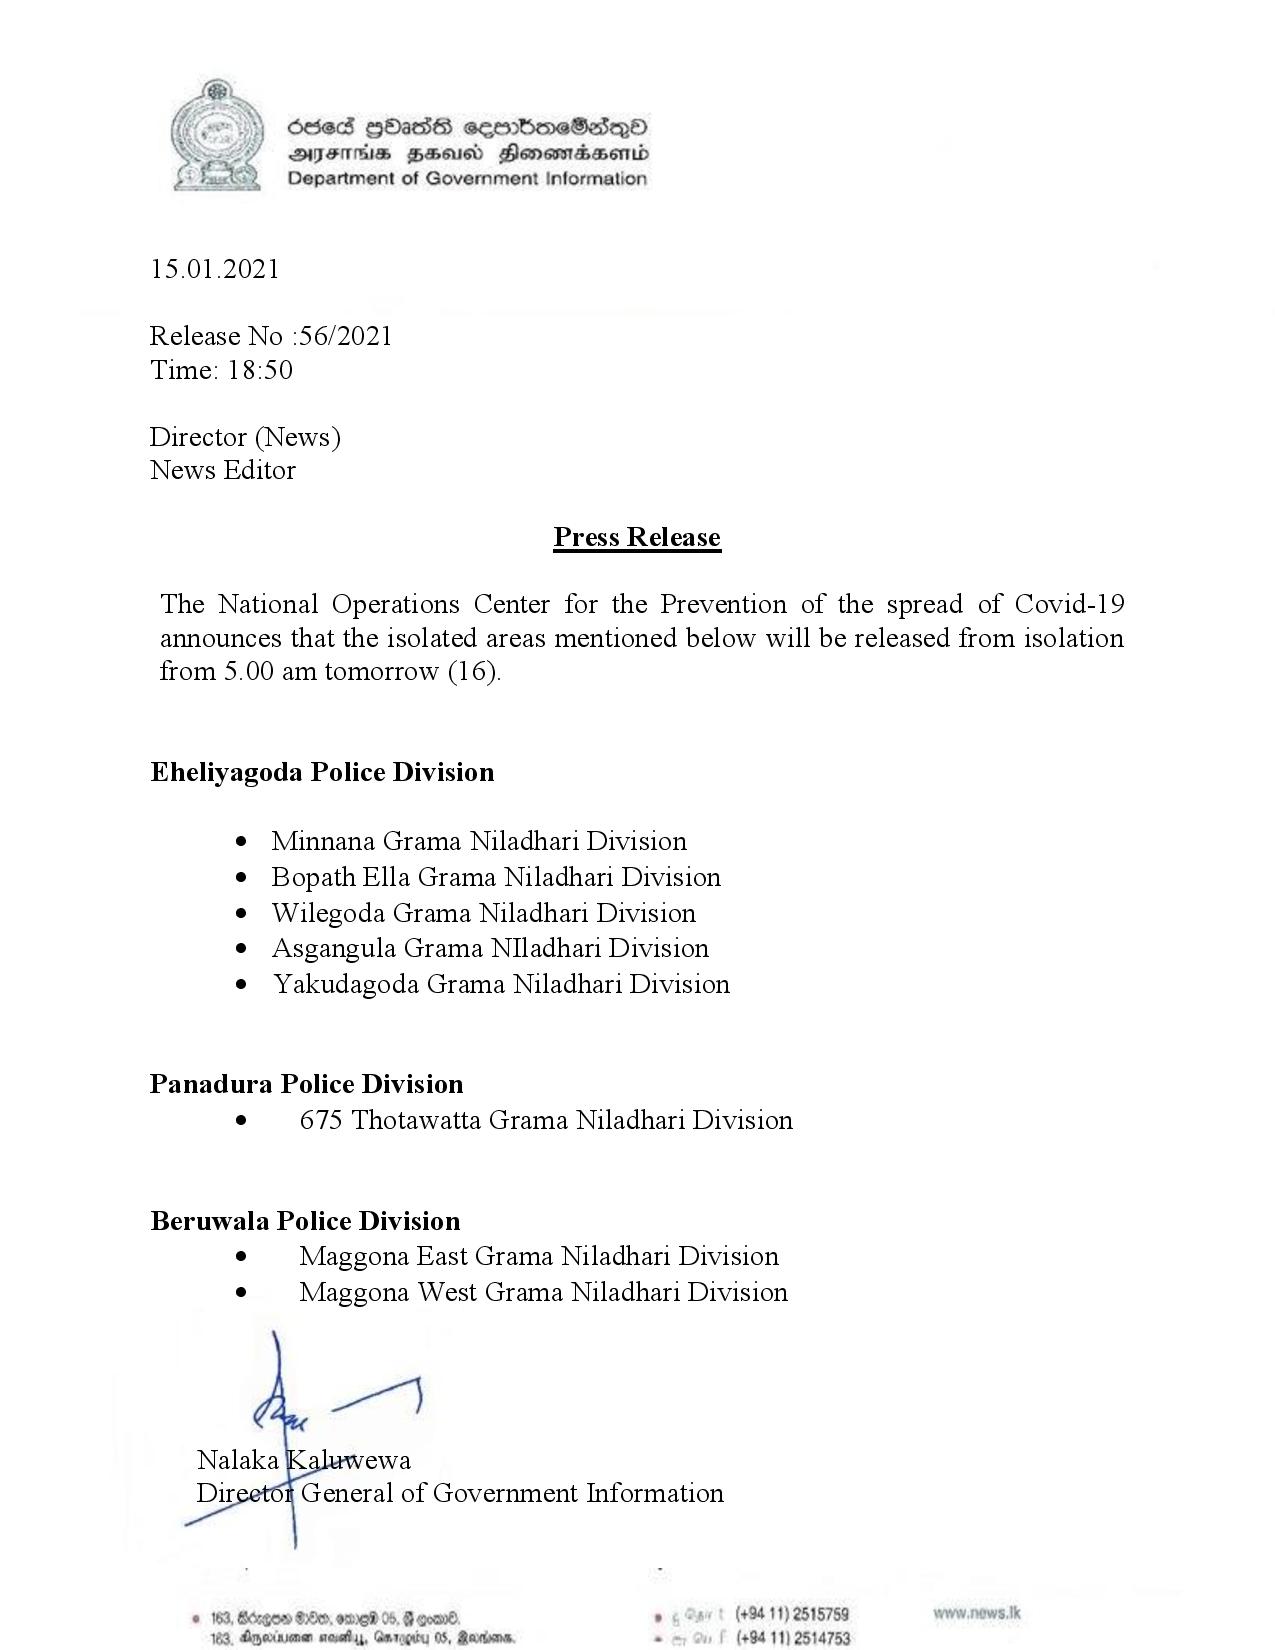 රජයේ ප්‍රවෘත්ති දෙපාර්තමේන්තුව
அரசாங்க தகவல் திணைக்களம்
Department of Government Information
15.01.2021
Release No :56/2021
Time: 18:50
Director (News)
News Editor
Press Release
The National Operations Center for the Prevention of the spread of Covid-19
announces that the isolated areas mentioned below will be released from isolation
from 5.00 am tomorrow (16).
Eheliyagoda Police Division
• Minnana Grama Niladhari Division
• Bopath Ella Grama Niladhari Division
• Wilegoda Grama Niladhari Division
• Asgangula Grama NIladhari Division
• Yakudagoda Grama Niladhari Division
Panadura Police Division
• 675 Thotawatta Grama Niladhari Division
Beruwala Police Division
• Maggona East Grama Niladhari Division
• Maggona West Grama Niladhari Division
Nalaka Kaluwewa
Director General of Government Information
• 163, කිරුලපන මාවත, කොළඹ 05, ශ්‍රී ලංකාව.
163, கிருலப்பனை எவனியூ, கொழும்பு 05, இலங்கை.
(+94 11) 2515759
(+94 11) 2514753
www.news.lk